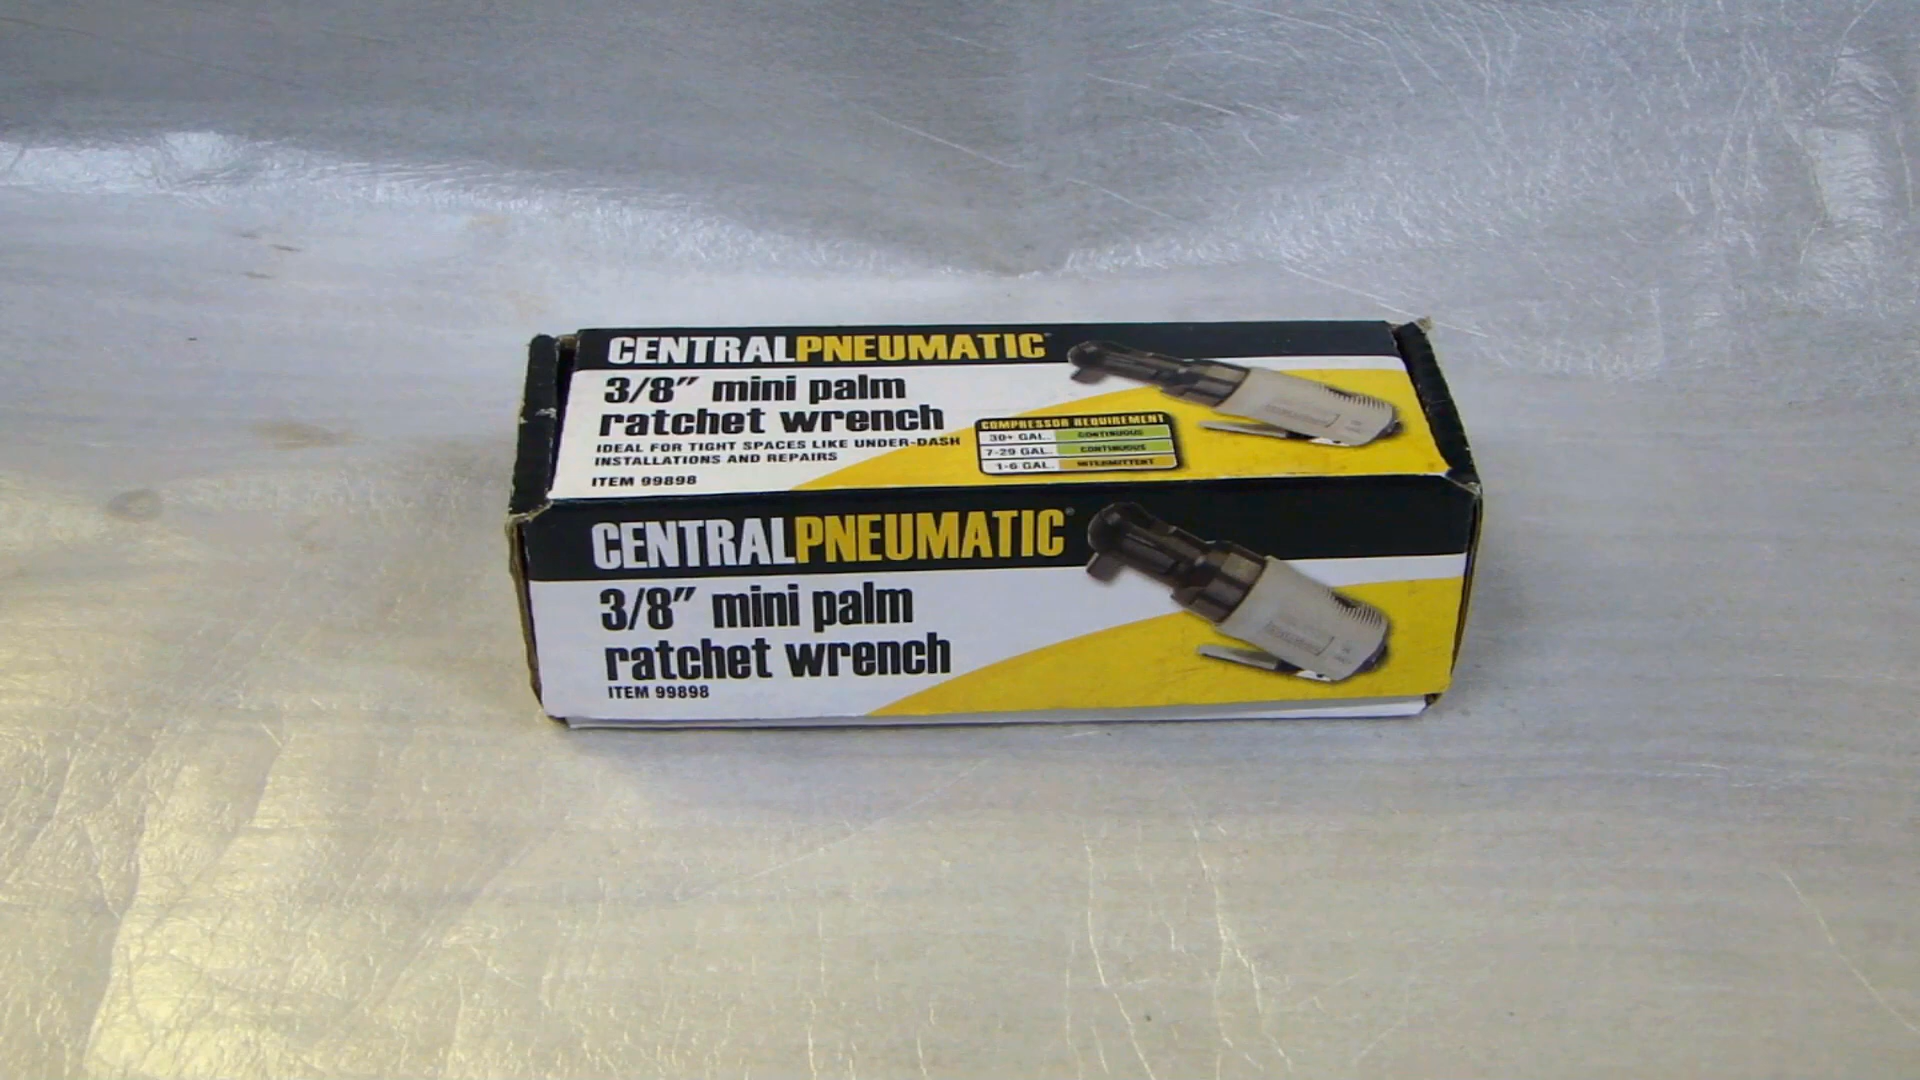 CENTRALPNEUMATIC
3/8" mini palm
ratchet wrench
IDEAL FOR TIGHT SPACES LIKE UNDER-DASH
INSTALLATIONS AND REPAIRS
ITEM 99898
COMPRESSOR REQUIREMENT
30+ GAL. CONTINUOUS
7-29 GAL. CONTINUOUS
1-6 GAL. INTERMITTENT
CENTRALPNEUMATIC®
3/8" mini palm
ratchet wrench
ITEM 99898